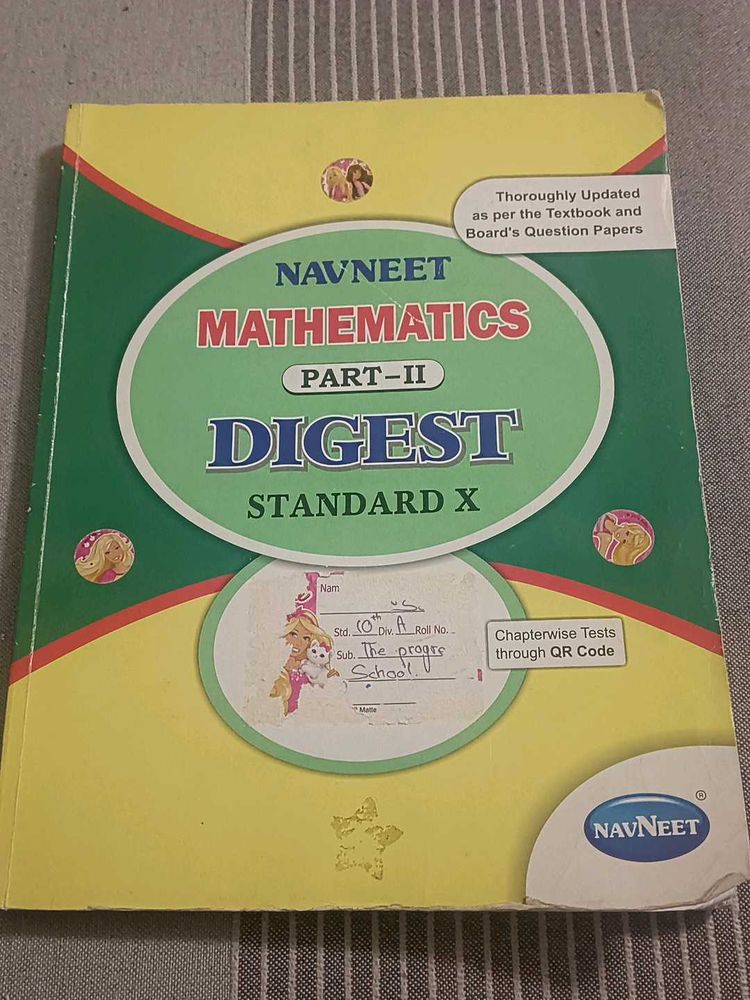 Thoroughly Updated
as per the Textbook and
Board's Question Papers
NAVNEET
MATHEMATICS
PART-II
DIGEST
STANDARD X
Nam
Std. 10th Div. A Roll No.
Sub. The progre
School.
Matte
Chapterwise Tests
through QR Code
NAVNEET ®